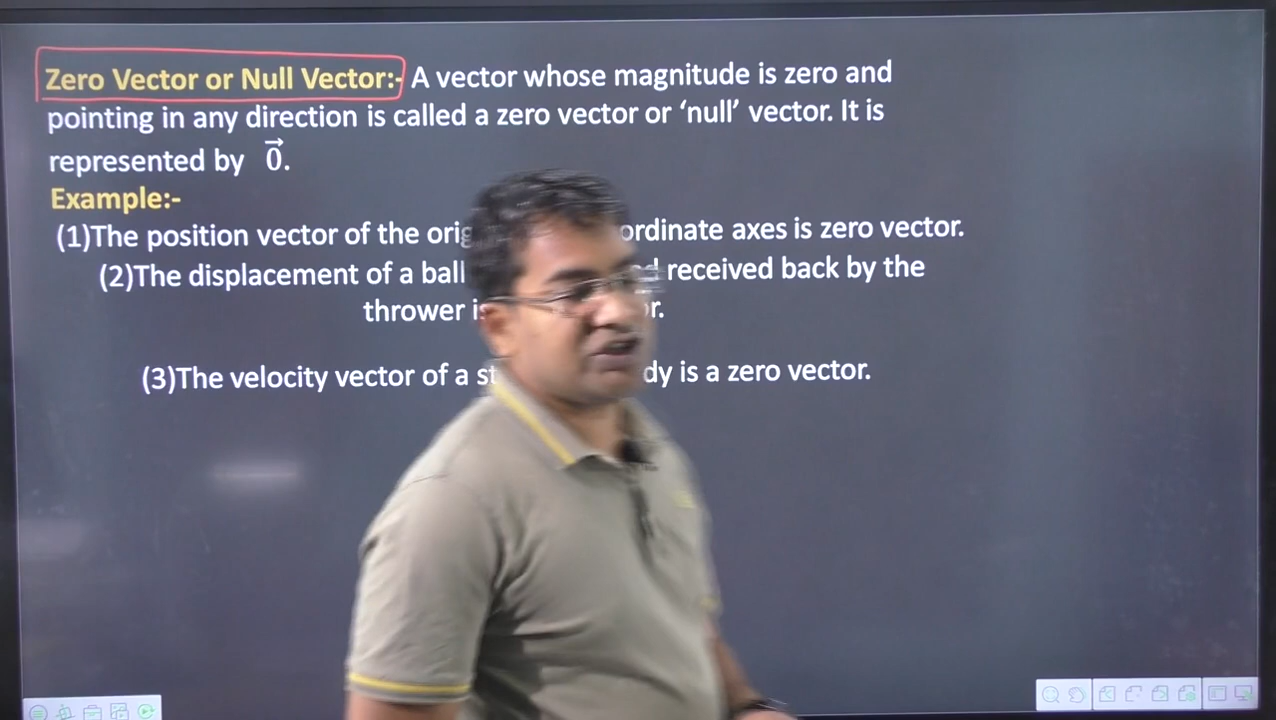 Zero Vector or Null Vector:- A vector whose magnitude is zero and
pointing in any direction is called a zero vector or ‘null’ vector. It is
represented by 0⃗.
Example:-
(1)The position vector of the ordinate axes is zero vector.
(2)The displacement of a ball received back by the
thrower
(3)The velocity vector of a is a zero vector.